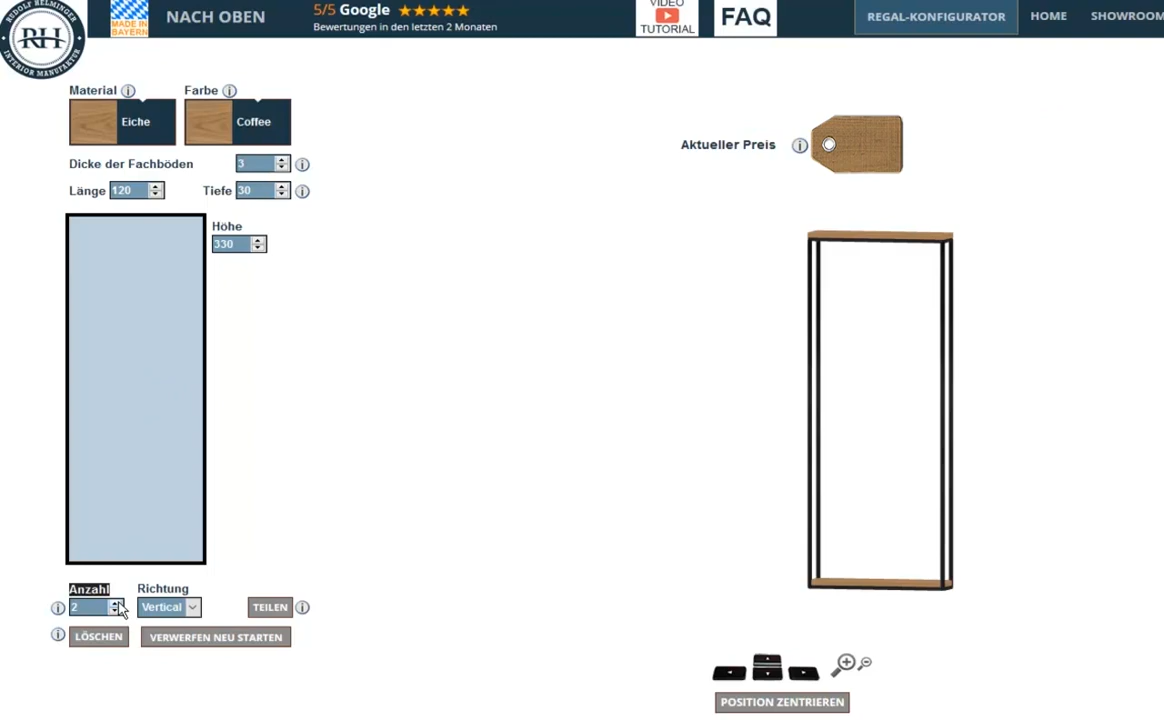 RUDOLF HELMINGER
RH
INTERIOR MANUFAKTUR
MADE IN
BAYERN
NACH OBEN
5/5 Google
Bewertungen in den letzten 2 Monaten
VIDEO
TUTORIAL
FAQ
REGAL-KONFIGURATOR
HOME
SHOWROOM
Material
Farbe
Eiche
Coffee
Dicke der Fachböden
3
Länge 120
Tiefe 30
Höhe
330
Aktueller Preis
Anzahl
Richtung
2
Vertical
TEILEN
LÖSCHEN
VERWERFEN NEU STARTEN
POSITION ZENTRIEREN